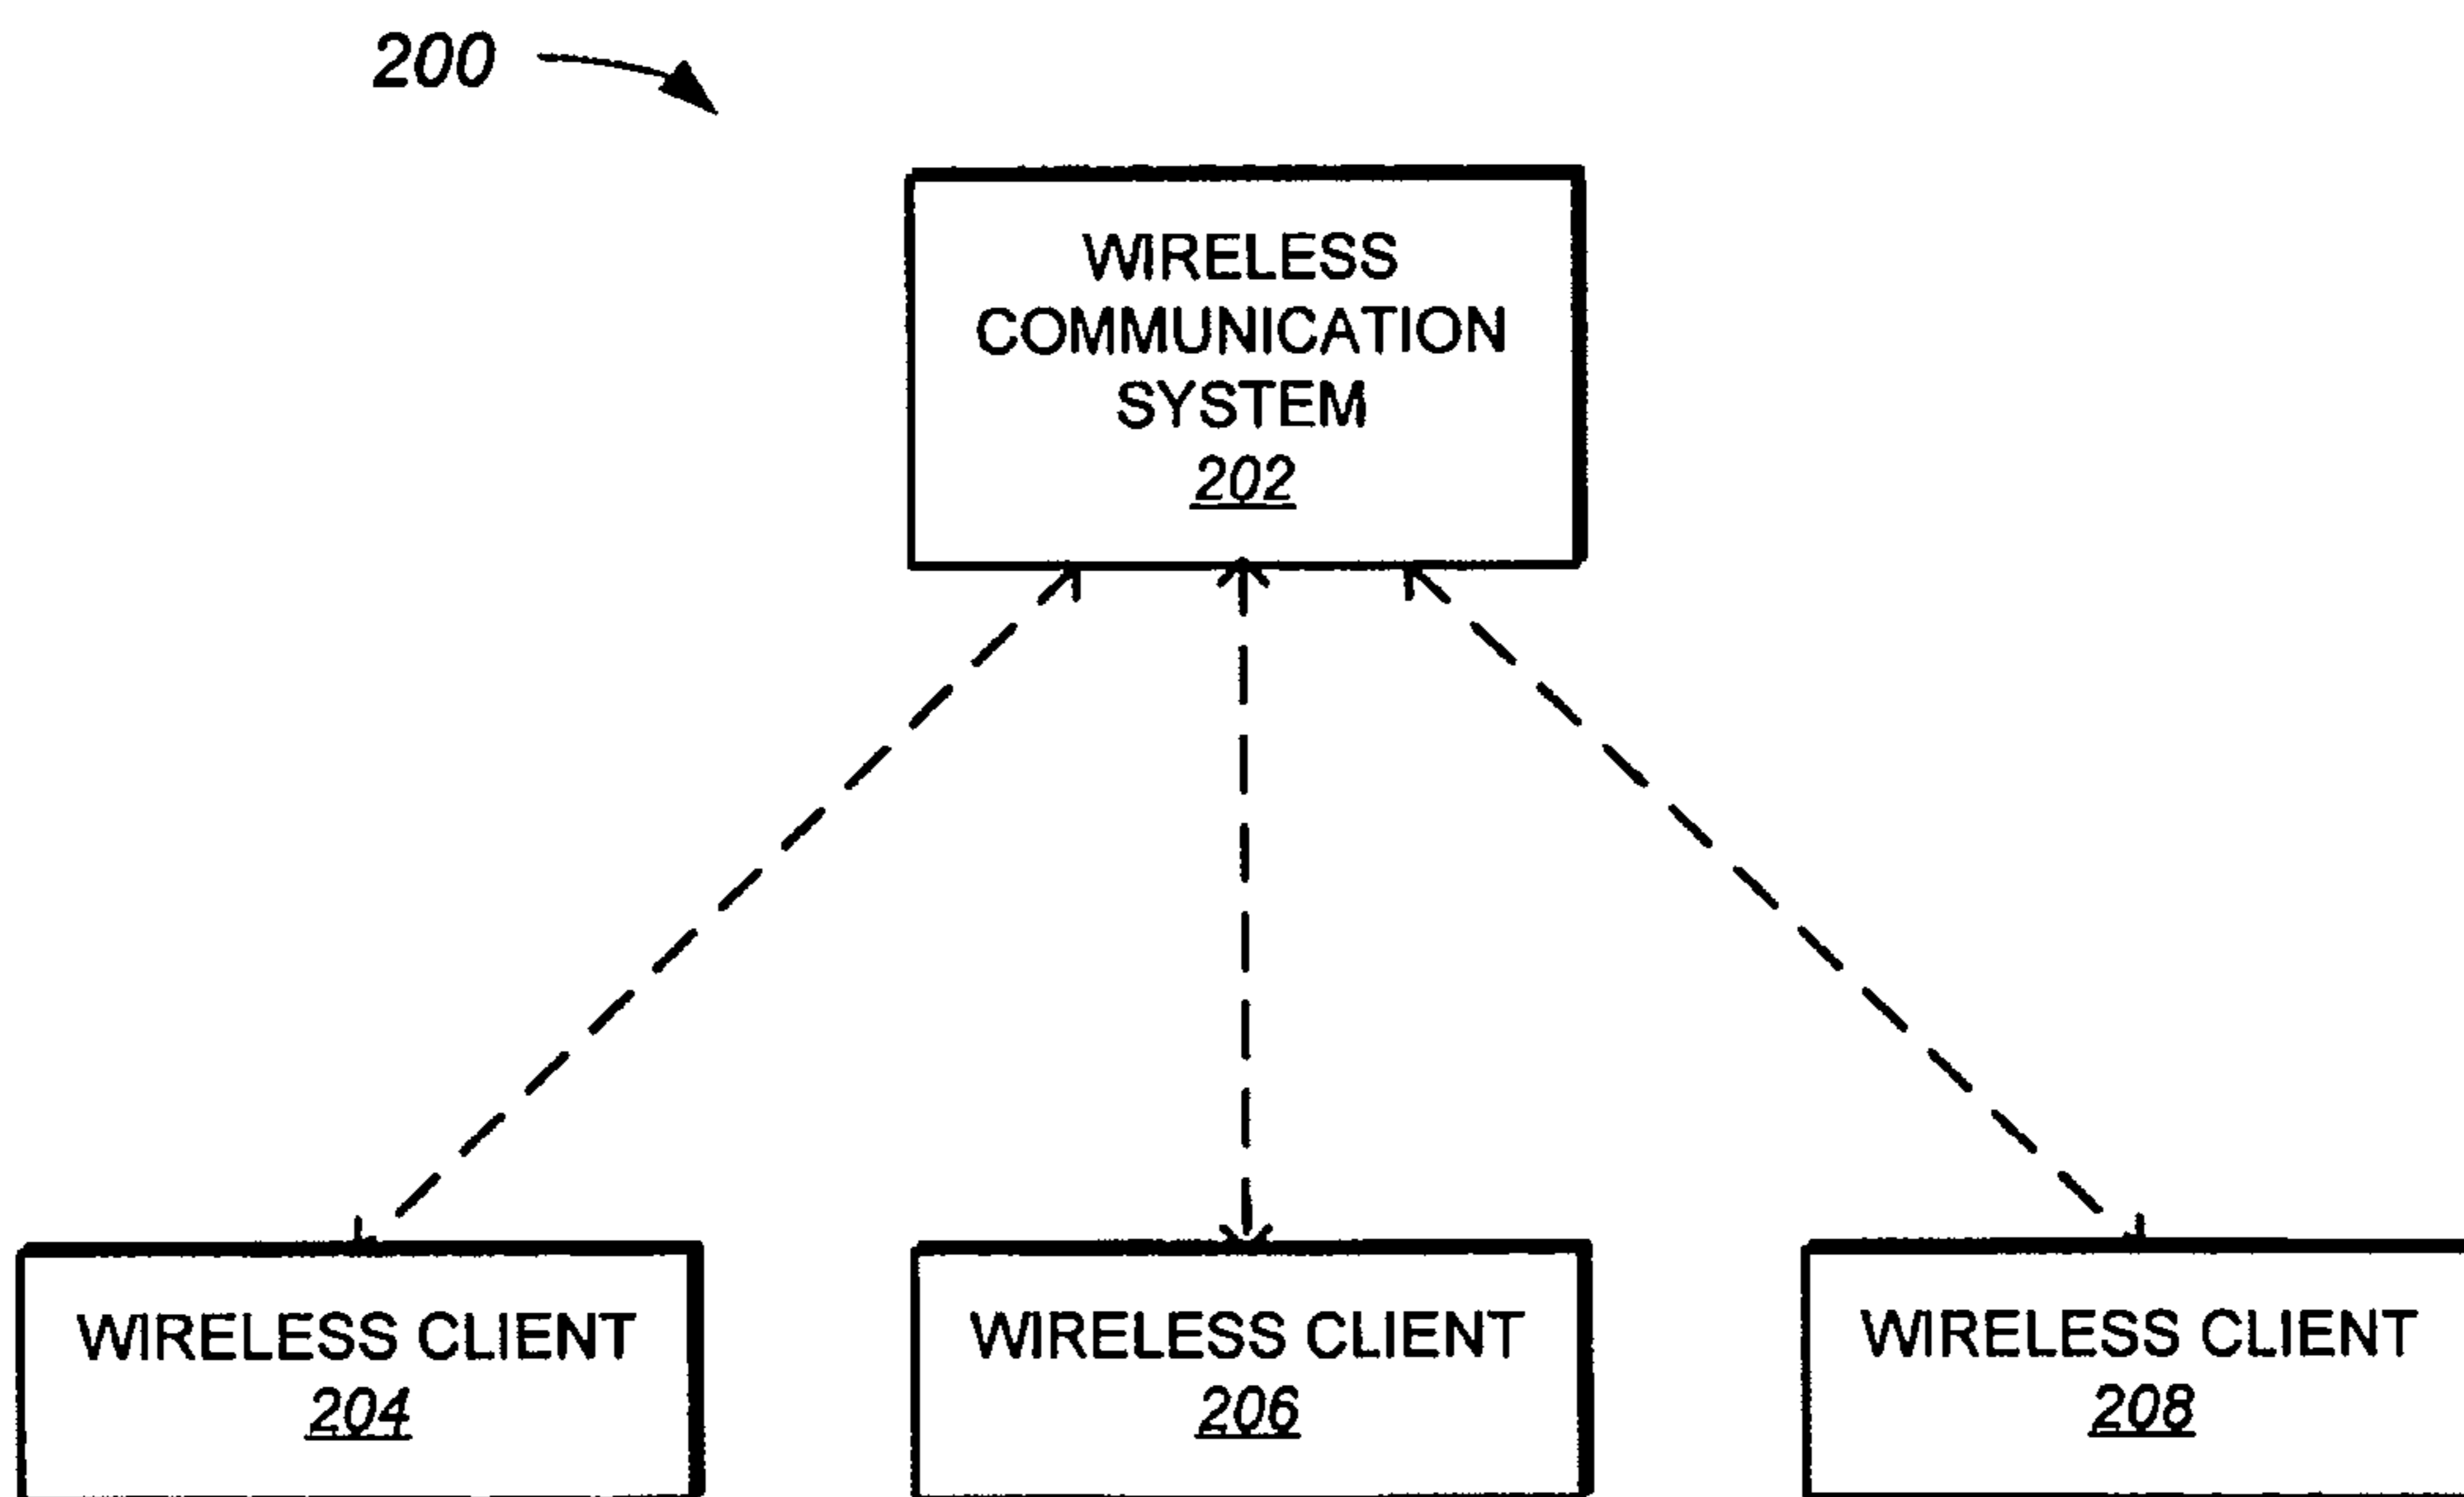 200
WIRELESS
COMMUNICATION
SYSTEM
202
WIRELESS CLIENT
204
WIRELESS CLIENT
206
WIRELESS CLIENT
208